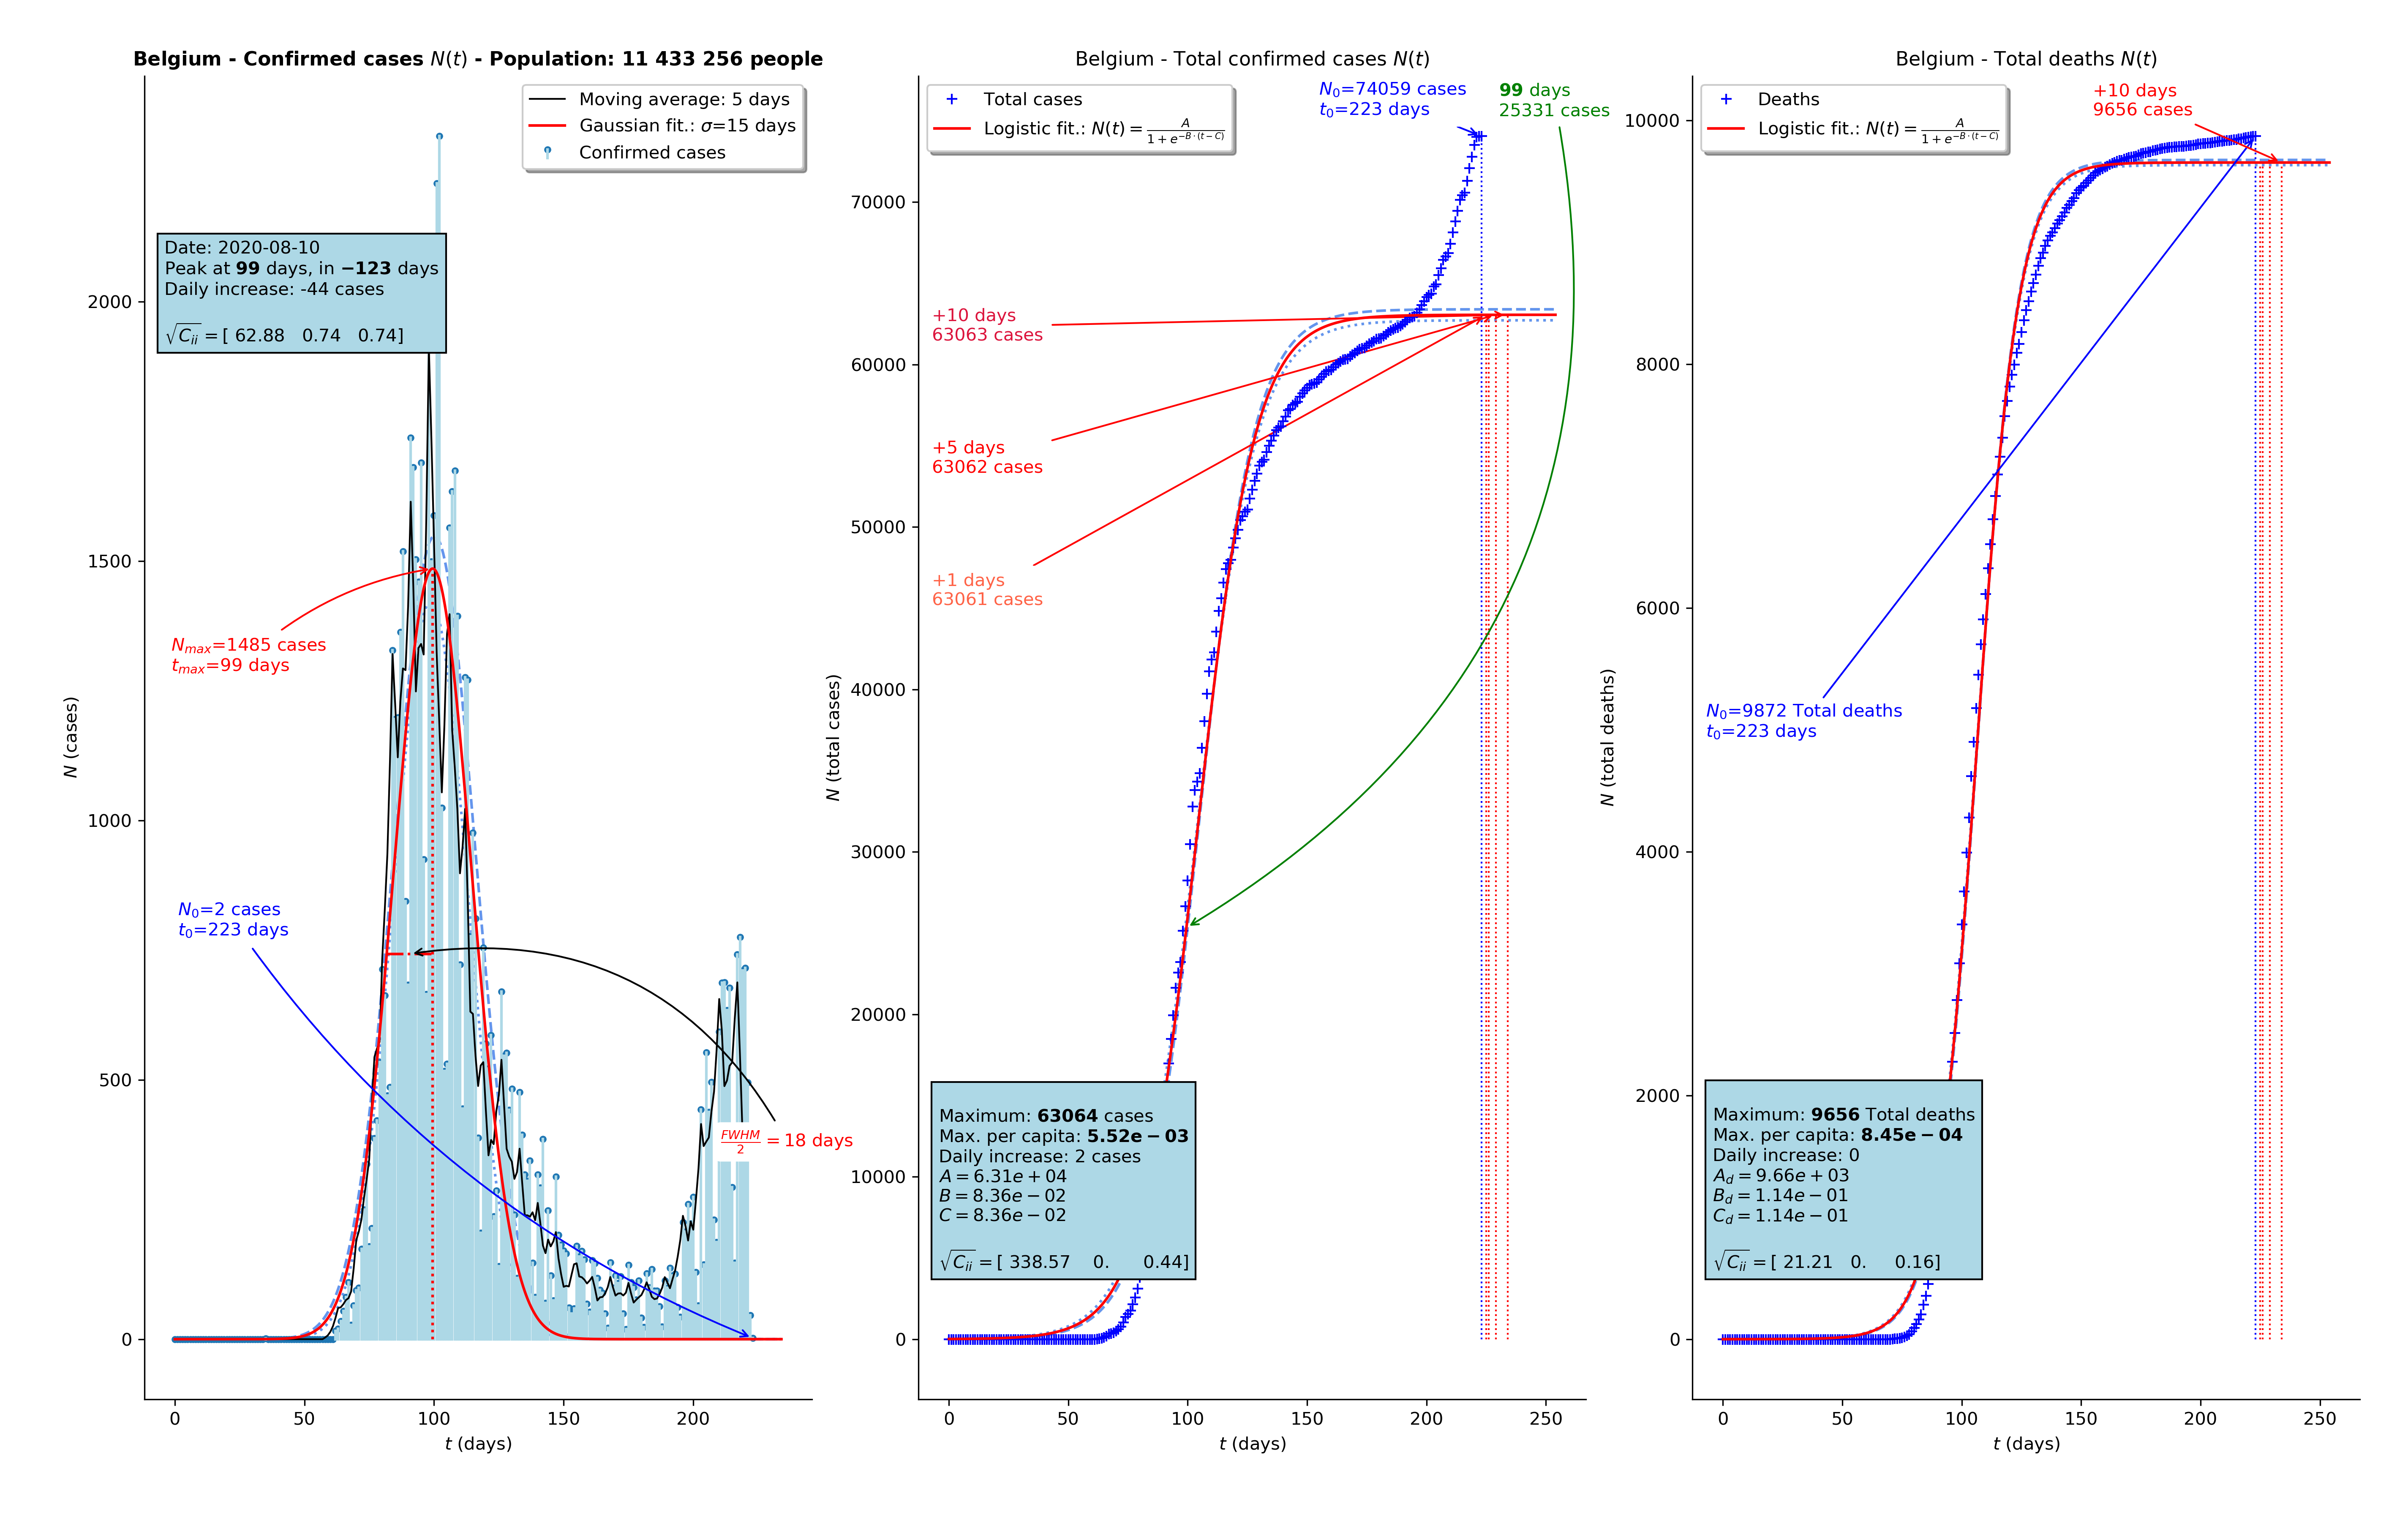 Belgium - Confirmed cases N(t) - Population: 11 433 256 people
Moving average: 5 days
Gaussian fit.: σ=15 days
Confirmed cases
Date: 2020-08-10
Peak at 99 days, in −123 days
Daily increase: -44 cases
√C_ii = [ 62.88 0.74 0.74]
N_max=1485 cases
t_max=99 days
N_0=2 cases
t_0=223 days
FWHM/2 = 18 days
N (cases)
2000
1500
1000
500
0
0 50 100 150 200
t (days)
Belgium - Total confirmed cases N(t)
Total cases
Logistic fit.: N(t) = A/(1+e^{−B·(t−C)})
N_0=74059 cases
t_0=223 days
99 days
25331 cases
+10 days
63063 cases
+5 days
63062 cases
+1 days
63061 cases
Maximum: 63064 cases
Max. per capita: 5.52e − 03
Daily increase: 2 cases
A = 6.31e + 04
B = 8.36e − 02
C = 8.36e − 02
√C_ii = [ 338.57 0. 0.44]
N (total cases)
70000
60000
50000
40000
30000
20000
10000
0
0 50 100 150 200 250
t (days)
Belgium - Total deaths N(t)
Deaths
Logistic fit.: N(t) = A/(1+e^{−B·(t−C)})
+10 days
9656 cases
N_0=9872 Total deaths
t_0=223 days
Maximum: 9656 Total deaths
Max. per capita: 8.45e − 04
Daily increase: 0
A_d = 9.66e + 03
B_d = 1.14e − 01
C_d = 1.14e − 01
√C_ii = [ 21.21 0. 0.16]
N (total deaths)
10000
8000
6000
4000
2000
0
0 50 100 150 200 250
t (days)